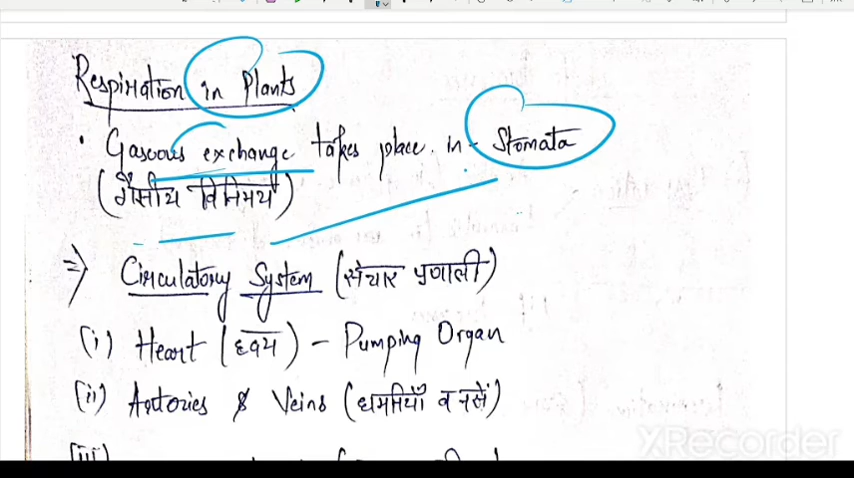 Respiration in Plants
• Gaseous exchange takes place in - Stomata
(गैसीय विनिमय)
⇒ Circulatory System (संचार प्रणाली)
(i) Heart (हृदय) - Pumping Organ
(ii) Arteries & Veins (धमनियाँ व नसें)
(iii)
XRecorder